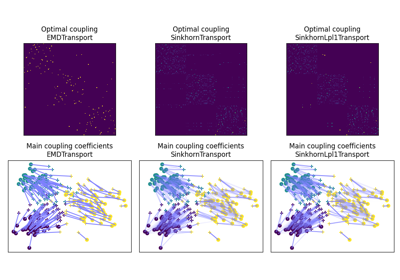 Optimal coupling
EMDTransport
Optimal coupling
SinkhornTransport
Optimal coupling
SinkhornLpl1Transport
Main coupling coefficients
EMDTransport
Main coupling coefficients
SinkhornTransport
Main coupling coefficients
SinkhornLpl1Transport